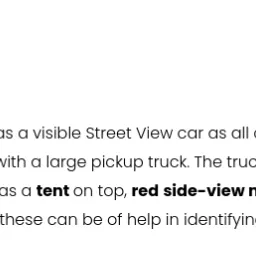 as a visible Street View car as all
with a large pickup truck. The truc
as a tent on top, red side-view
these can be of help in identifyin